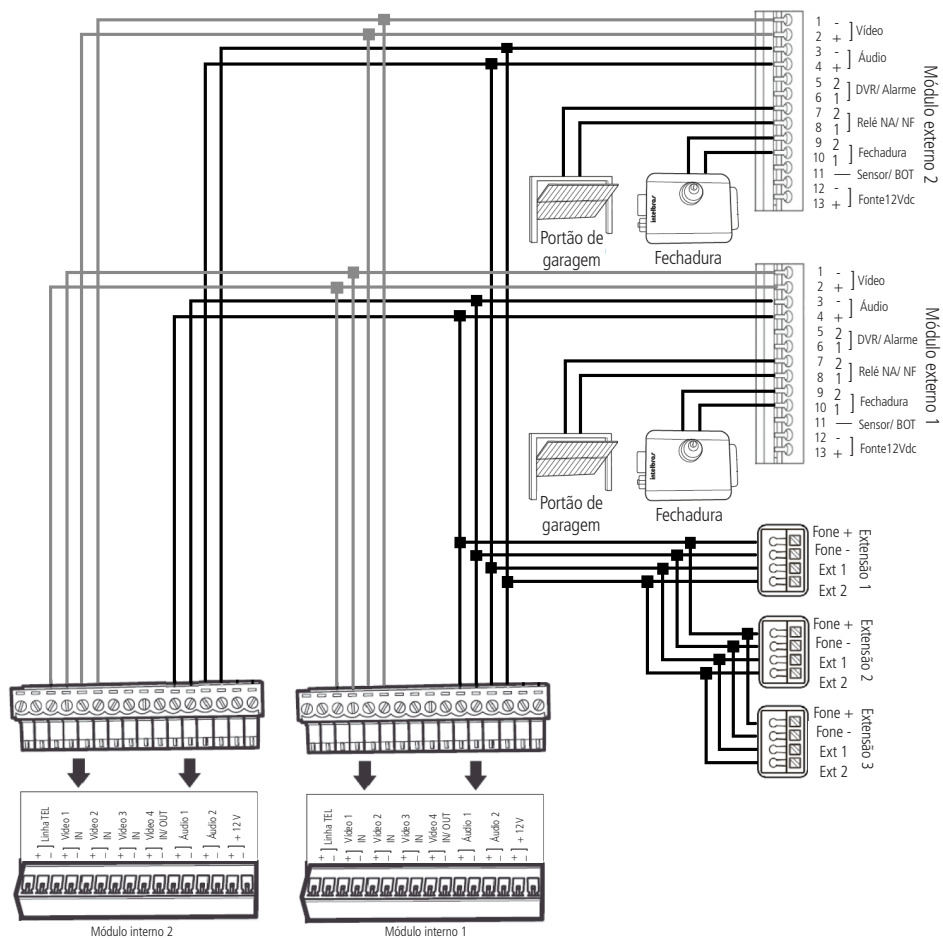 1 -
2 + ] Vídeo
3 -
4 + ] Áudio
5 2
6 1 ] DVR/ Alarme
7 2
8 1 ] Relé NA/ NF
9 2
10 1 ] Fechadura
11 — Sensor/ BOT
12 -
13 + ] Fonte12Vdc
Módulo externo 2
intelbras
Portão de
garagem
Fechadura
1 -
2 + ] Vídeo
3 -
4 + ] Áudio
5 2
6 1 ] DVR/ Alarme
7 2
8 1 ] Relé NA/ NF
9 2
10 1 ] Fechadura
11 — Sensor/ BOT
12 -
13 + ] Fonte12Vdc
Módulo externo 1
intelbras
Portão de
garagem
Fechadura
Fone +
Fone -
Ext 1
Ext 2
Extensão 1
Fone +
Fone -
Ext 1
Ext 2
Extensão 2
Fone +
Fone -
Ext 1
Ext 2
Extensão 3
+ ] Linha TEL
-
+ ] Vídeo 1
- IN
+ ] Vídeo 2
- IN
+ ] Vídeo 3
- IN
+ ] Vídeo 4
- IN/ OUT
+ ] Áudio 1
-
+ ] Áudio 2
-
+ ] + 12 V
-
Módulo interno 2
+ ] Linha TEL
-
+ ] Vídeo 1
- IN
+ ] Vídeo 2
- IN
+ ] Vídeo 3
- IN
+ ] Vídeo 4
- IN/ OUT
+ ] Áudio 1
-
+ ] Áudio 2
-
+ ] + 12 V
-
Módulo interno 1